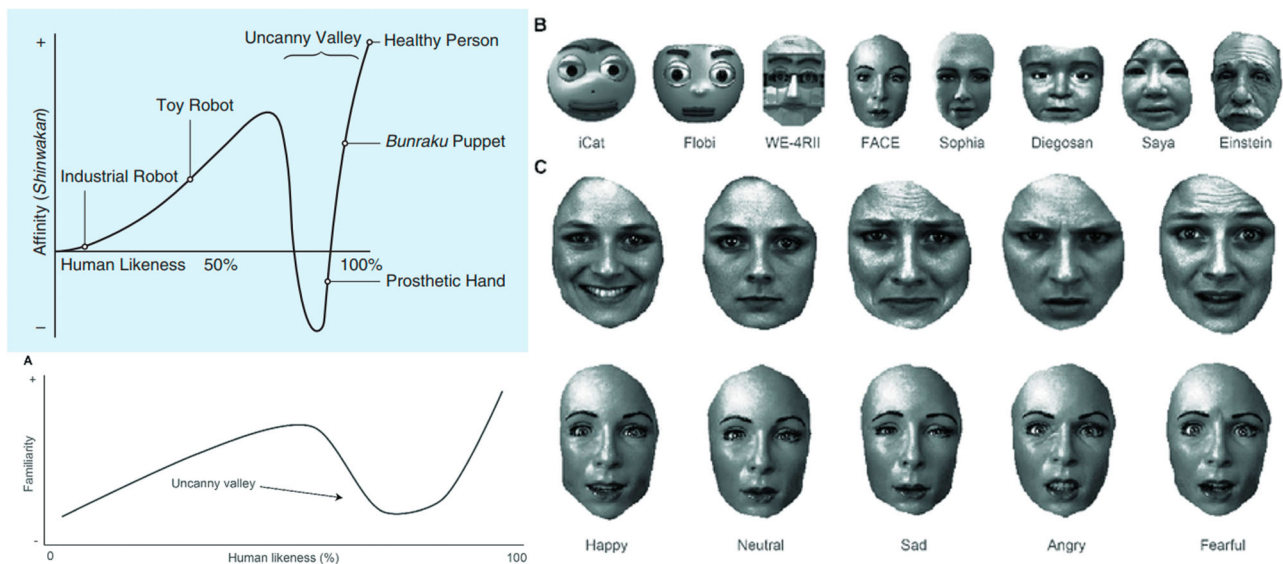 +
Uncanny Valley
Healthy Person
Toy Robot
Bunraku Puppet
Industrial Robot
Affinity (Shinwakan)
Human Likeness 50% 100%
Prosthetic Hand
–
A
+
Familiarity
Uncanny valley
-
0 Human likeness (%) 100
B
iCat Flobi WE-4RII FACE Sophia Diegosan Saya Einstein
C
Happy Neutral Sad Angry Fearful